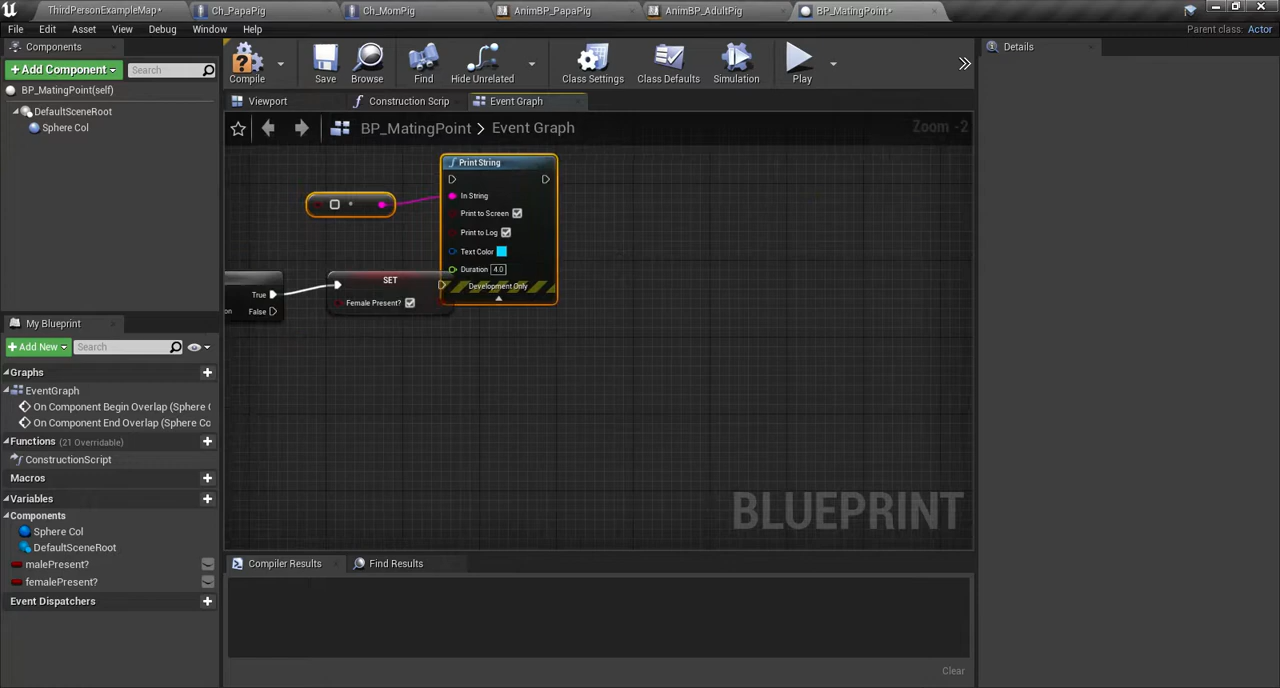 ThirdPersonExampleMap*
Ch_PapaPig
Ch_MomPig
AnimBP_PapaPig
AnimBP_AdultPig
BP_MatingPoint*
File Edit Asset View Debug Window Help
Parent class: Actor
Components
Details
+Add Component
Search
Compile
Save
Browse
Find
Hide Unrelated
Class Settings
Class Defaults
Simulation
Play
BP_MatingPoint(self)
Viewport
Construction Scrip
Event Graph
DefaultSceneRoot
Sphere Col
BP_MatingPoint > Event Graph
Zoom -2
Print String
In String
Print to Screen
Print to Log
Text Color
Duration 4.0
Development Only
SET
True
Female Present?
on False
My Blueprint
+Add New
Search
Graphs
EventGraph
On Component Begin Overlap (Sphere C
On Component End Overlap (Sphere Co
Functions (21 Overridable)
ConstructionScript
Macros
Variables
Components
Sphere Col
DefaultSceneRoot
malePresent?
femalePresent?
Event Dispatchers
BLUEPRINT
Compiler Results
Find Results
Clear